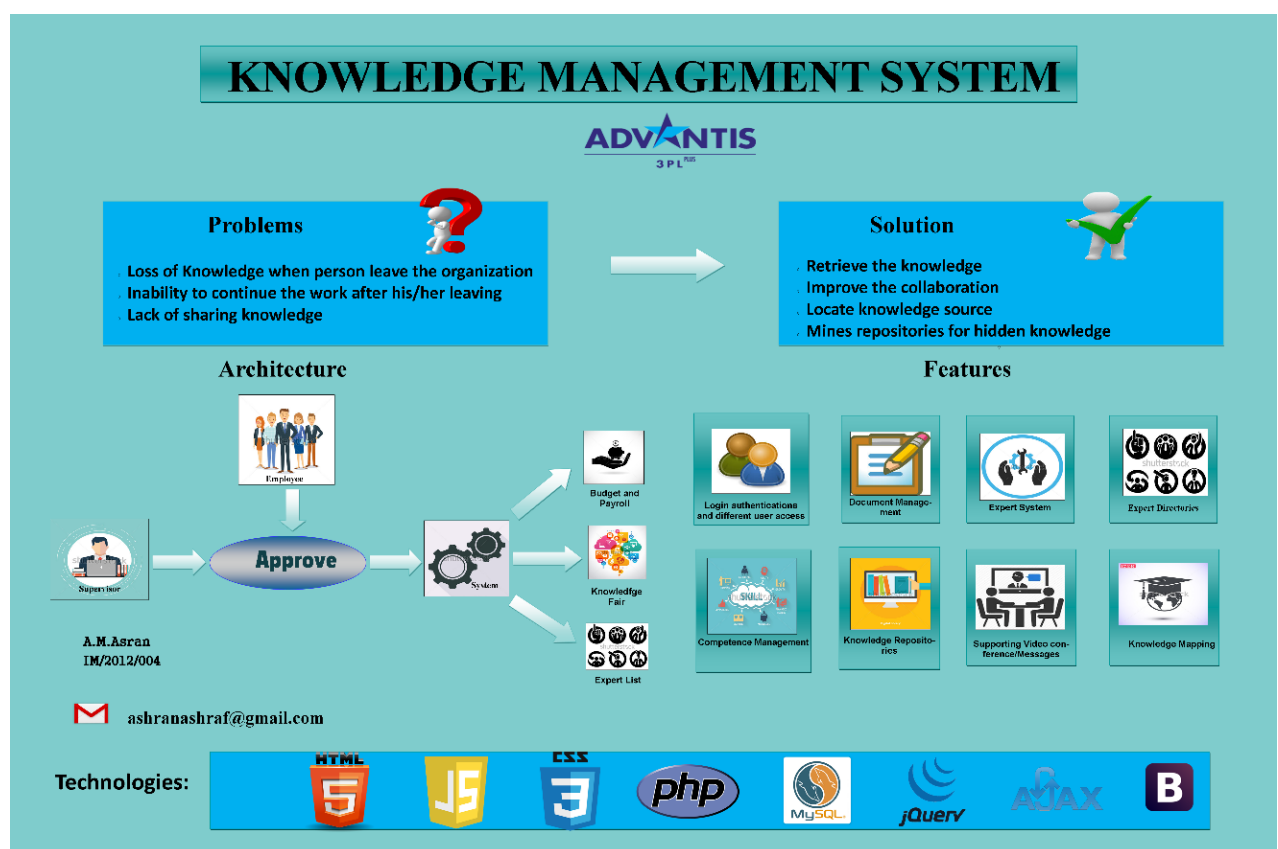 KNOWLEDGE MANAGEMENT SYSTEM
ADVANTIS
3PL PLUS
Problems
Loss of Knowledge when person leave the organization
Inability to continue the work after his/her leaving
Lack of sharing knowledge
Solution
Retrieve the knowledge
Improve the collaboration
Locate knowledge source
Mines repositories for hidden knowledge
Architecture
Employee
Supervisor
Approve
System
Budget and
Payroll
Knowledfge
Fair
shutterstock
Expert List
A.M.Asran
IM/2012/004
ashranashraf@gmail.com
Features
Login authentications
and different user access
Document Manage-
ment
Expert System
shutterstock
Expert Directories
SKILL
Competence Management
Knowledge Reposito-
ries
Supporting Video con-
ference/Messages
Knowledge Mapping
Technologies:
HTML
5
JS
CSS
3
php
MySQL
jQuery
AJAX
B